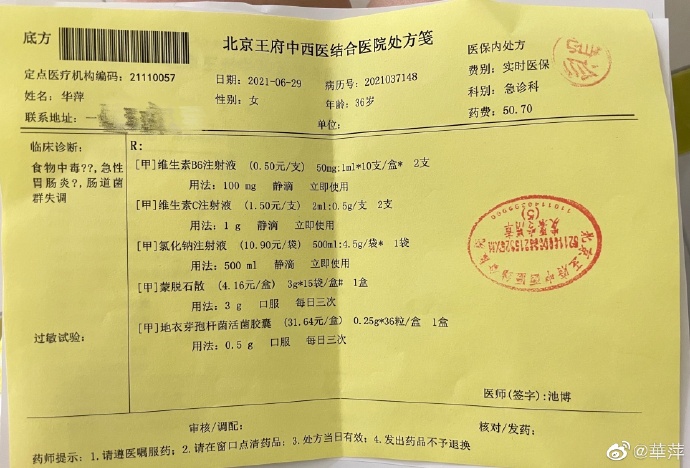 底方
北京王府中西医结合医院处方笺
医保内处方
定点医疗机构编码：21110057
日期：2021-06-29
病历号：2021037148
费别：实时医保
姓名：华萍
性别：女
年龄：36岁
科别：急诊科
联系地址：一
单位：
药费：50.70
急诊
临床诊断：
R:
食物中毒??,急性
胃肠炎?,肠道菌
群失调
[甲]维生素B6注射液 (0.50元/支) 50mg:1ml*10支/盒* 2支
用法：100 mg 静滴 立即使用
[甲]维生素C注射液 (1.50元/支) 2ml:0.5g/支 2支
用法：1 g 静滴 立即使用
[甲]氯化钠注射液 (10.90元/袋) 500ml:4.5g/袋* 1袋
用法：500 ml 静滴 立即使用
[甲]蒙脱石散 (4.16元/盒) 3g*15袋/盒# 1盒
用法：3 g 口服 每日三次
[甲]地衣芽孢杆菌活菌胶囊 (31.64元/盒) 0.25g*36粒/盒 1盒
用法：0.5 g 口服 每日三次
过敏试验：
(5)
医师(签字):池博
审核/调配：
核对/发药：
药师提示：1.请遵医嘱服药；2.请在窗口点清药品；3.处方当日有效；4.发出药品不予退换
@華萍